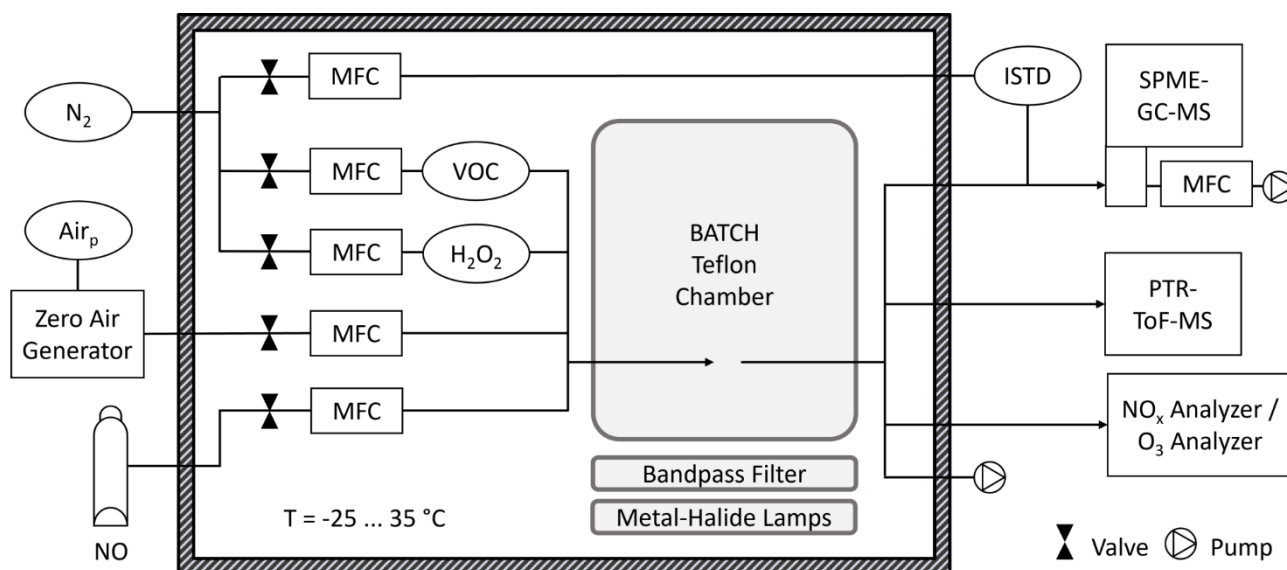 N₂
MFC
ISTD
SPME-
GC-MS
MFC
VOC
MFC
Airₚ
MFC
H₂O₂
BATCH
Teflon
Chamber
Zero Air
Generator
MFC
PTR-
ToF-MS
MFC
NOₓ Analyzer /
O₃ Analyzer
Bandpass Filter
Metal-Halide Lamps
T = -25 ... 35 °C
NO
Valve
Pump